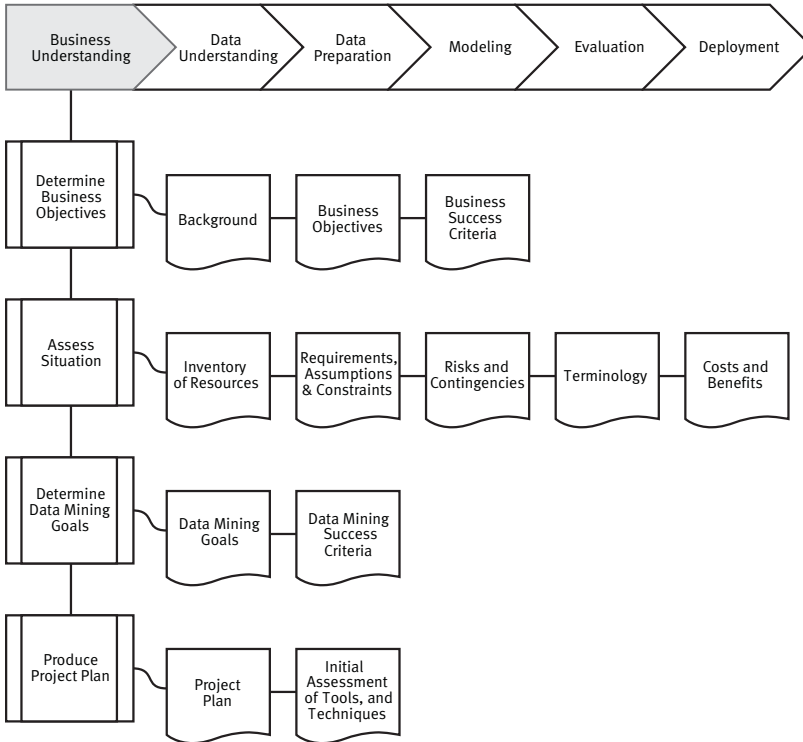 Business
Understanding
Data
Understanding
Data
Preparation
Modeling
Evaluation
Deployment
Determine
Business
Objectives
Background
Business
Objectives
Business
Success
Criteria
Assess
Situation
Inventory
of Resources
Requirements,
Assumptions
& Constraints
Risks and
Contingencies
Terminology
Costs and
Benefits
Determine
Data Mining
Goals
Data Mining
Goals
Data Mining
Success
Criteria
Produce
Project Plan
Project
Plan
Initial
Assessment
of Tools, and
Techniques